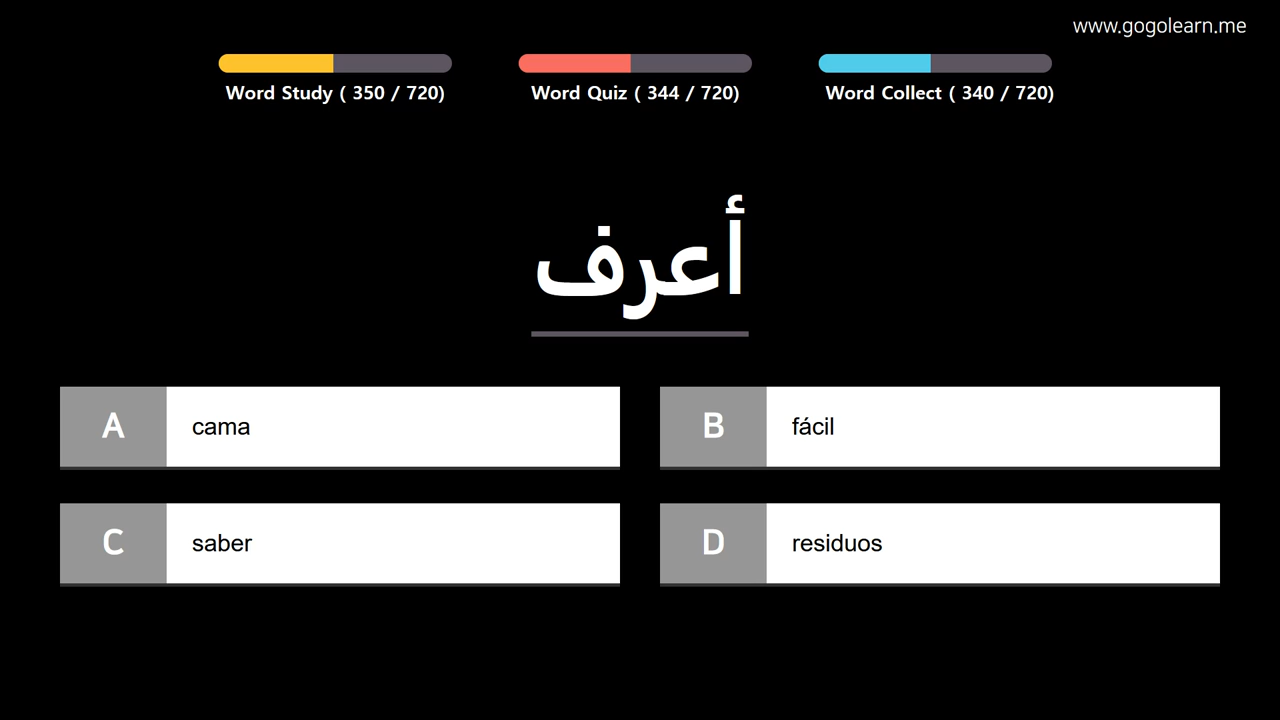 www.gogolearn.me
Word Study ( 350 / 720)
Word Quiz ( 344 / 720)
Word Collect ( 340 / 720)
أعرف
A cama
B fácil
C saber
D residuos